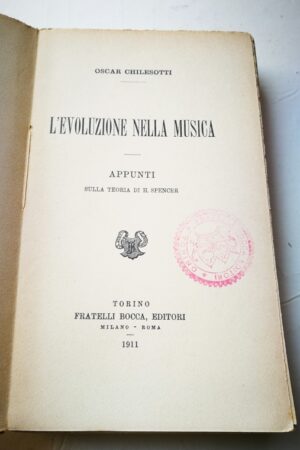 OSCAR CHILESOTTI
L'EVOLUZIONE NELLA MUSICA
APPUNTI
SULLA TEORIA DI H. SPENCER
TORINO
FRATELLI BOCCA, EDITORI
MILANO - ROMA
1911